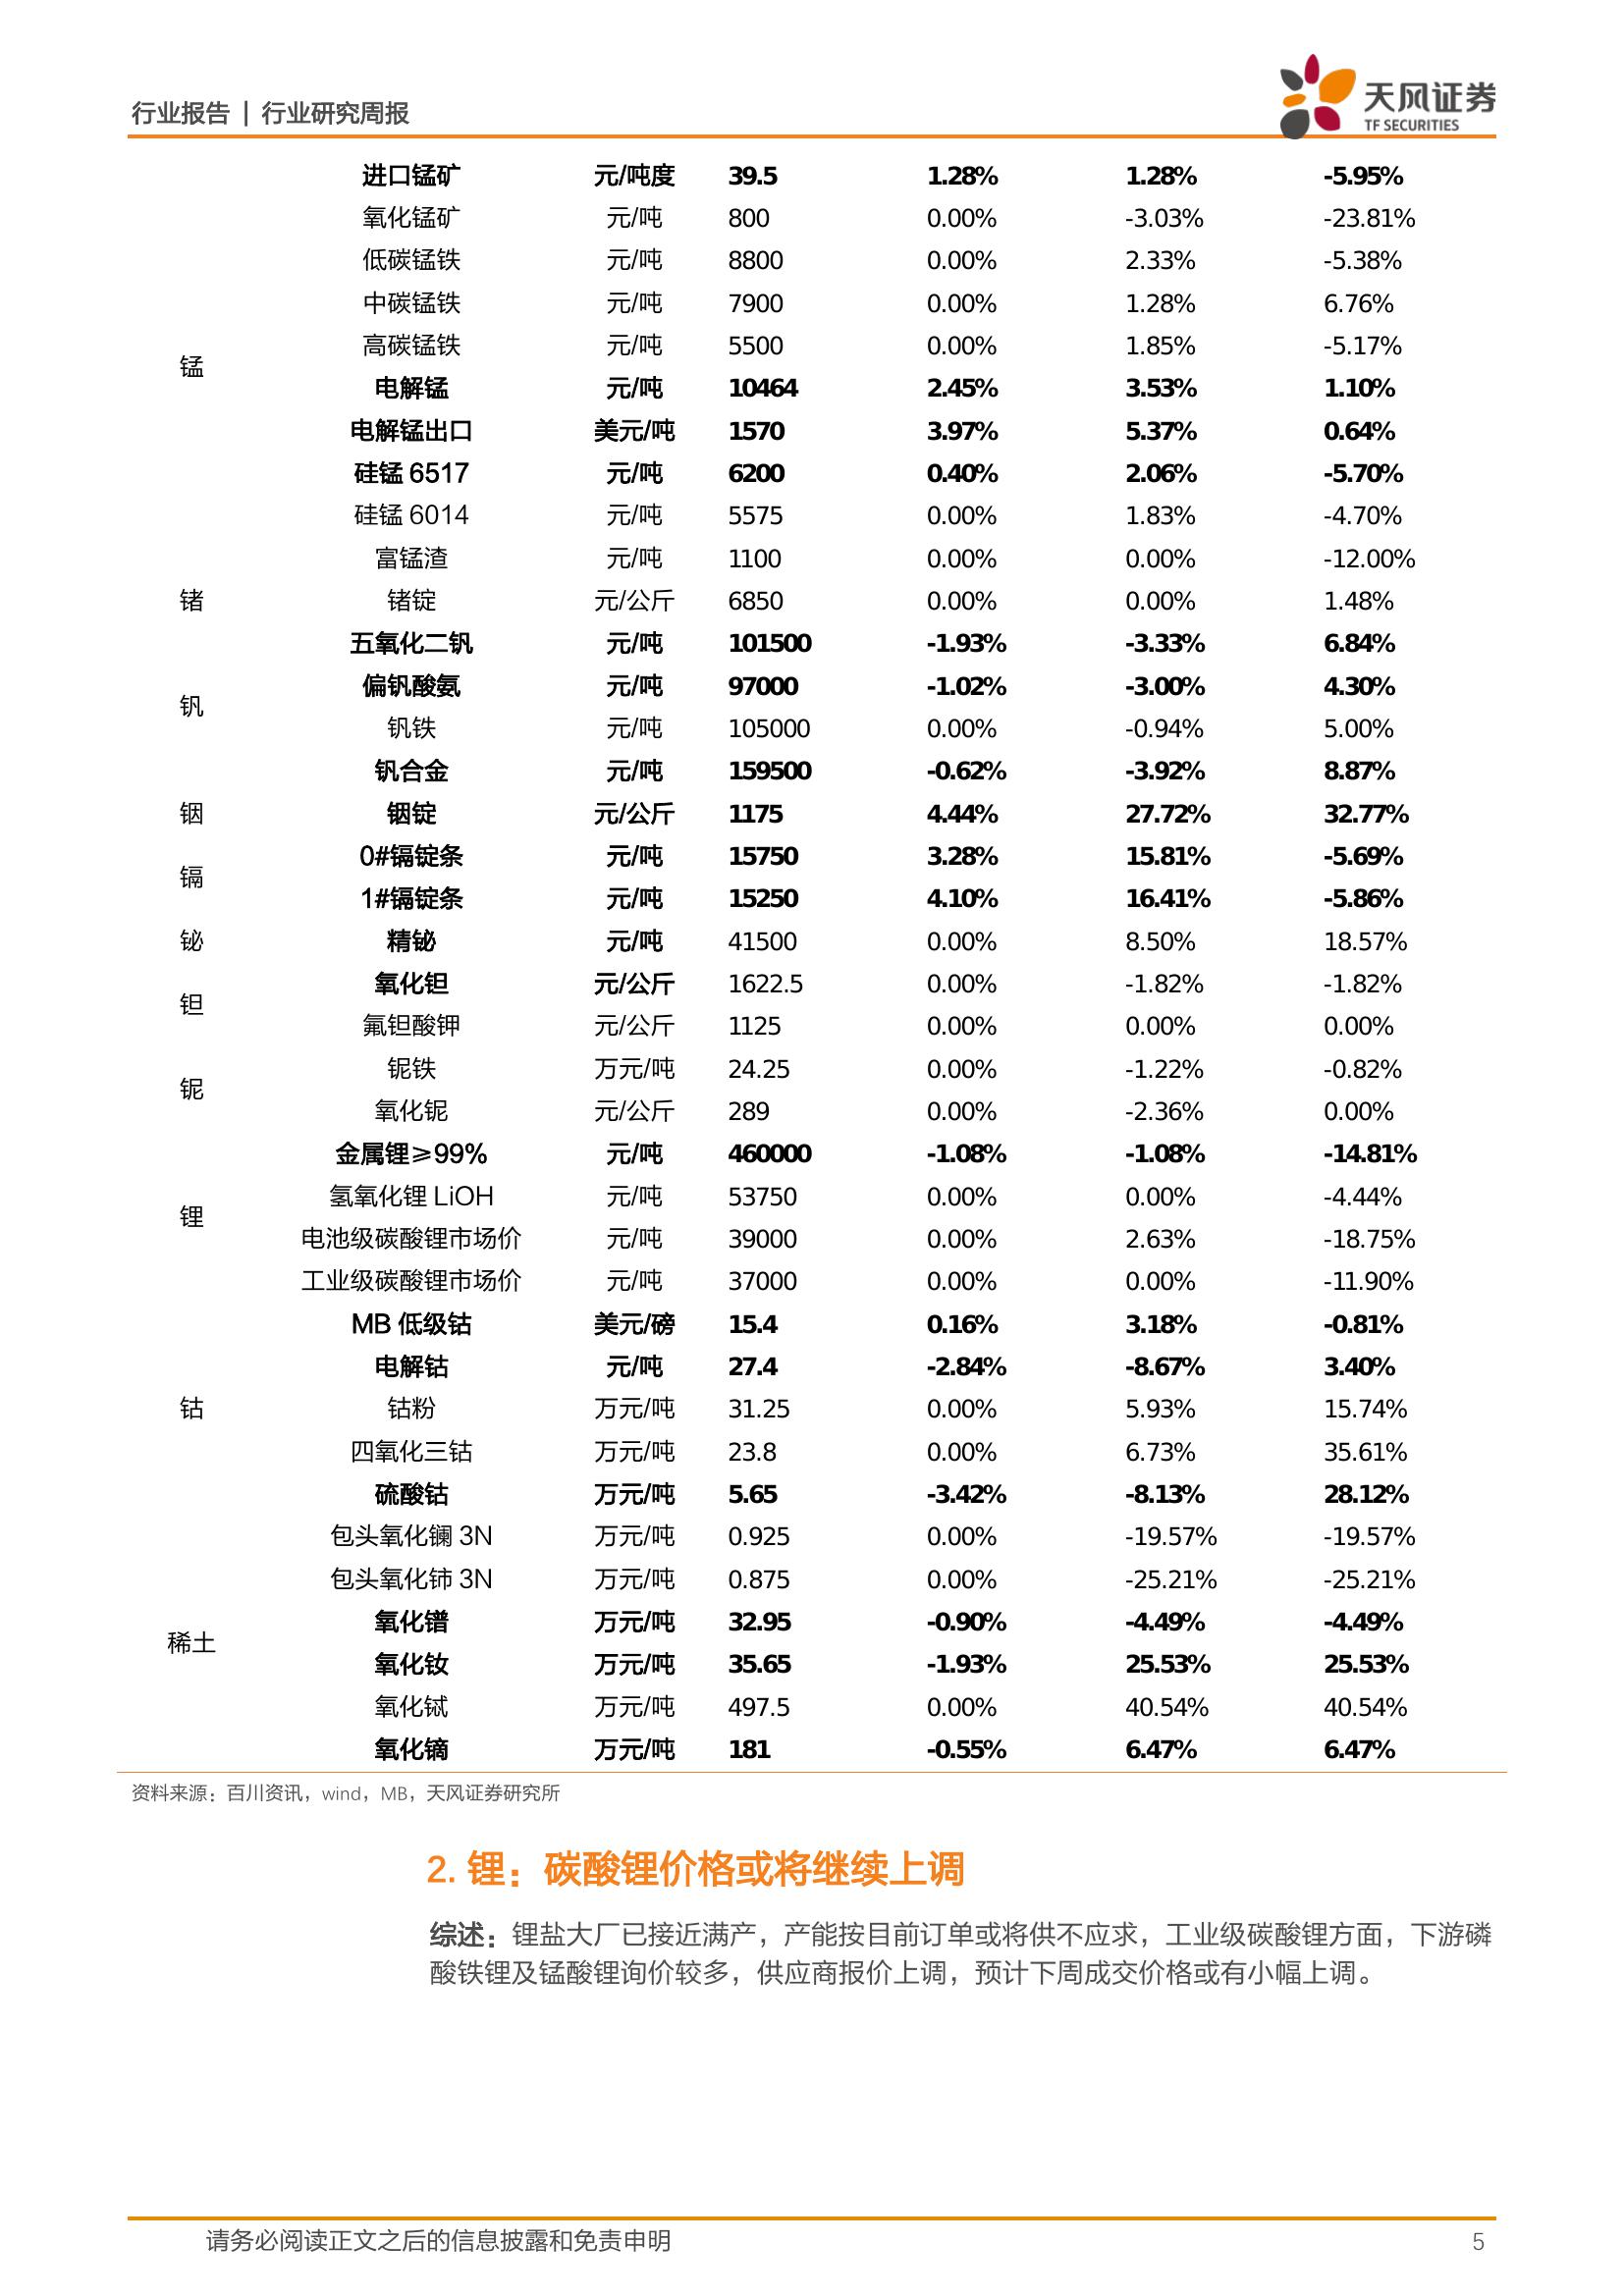 行业报告 | 行业研究周报
天风证券
TF SECURITIES
进口锰矿 元/吨度 39.5 1.28% 1.28% -5.95%
氧化锰矿 元/吨 800 0.00% -3.03% -23.81%
低碳锰铁 元/吨 8800 0.00% 2.33% -5.38%
中碳锰铁 元/吨 7900 0.00% 1.28% 6.76%
高碳锰铁 元/吨 5500 0.00% 1.85% -5.17%
锰
电解锰 元/吨 10464 2.45% 3.53% 1.10%
电解锰出口 美元/吨 1570 3.97% 5.37% 0.64%
硅锰 6517 元/吨 6200 0.40% 2.06% -5.70%
硅锰 6014 元/吨 5575 0.00% 1.83% -4.70%
富锰渣 元/吨 1100 0.00% 0.00% -12.00%
锗 锗锭 元/公斤 6850 0.00% 0.00% 1.48%
五氧化二钒 元/吨 101500 -1.93% -3.33% 6.84%
偏钒酸氨 元/吨 97000 -1.02% -3.00% 4.30%
钒
钒铁 元/吨 105000 0.00% -0.94% 5.00%
钒合金 元/吨 159500 -0.62% -3.92% 8.87%
铟 铟锭 元/公斤 1175 4.44% 27.72% 32.77%
0#镉锭条 元/吨 15750 3.28% 15.81% -5.69%
镉
1#镉锭条 元/吨 15250 4.10% 16.41% -5.86%
铋 精铋 元/吨 41500 0.00% 8.50% 18.57%
氧化钽 元/公斤 1622.5 0.00% -1.82% -1.82%
钽
氟钽酸钾 元/公斤 1125 0.00% 0.00% 0.00%
铌铁 万元/吨 24.25 0.00% -1.22% -0.82%
铌
氧化铌 元/公斤 289 0.00% -2.36% 0.00%
金属锂≥99% 元/吨 460000 -1.08% -1.08% -14.81%
氢氧化锂 LiOH 元/吨 53750 0.00% 0.00% -4.44%
锂
电池级碳酸锂市场价 元/吨 39000 0.00% 2.63% -18.75%
工业级碳酸锂市场价 元/吨 37000 0.00% 0.00% -11.90%
MB 低级钴 美元/磅 15.4 0.16% 3.18% -0.81%
电解钴 元/吨 27.4 -2.84% -8.67% 3.40%
钴 钴粉 万元/吨 31.25 0.00% 5.93% 15.74%
四氧化三钴 万元/吨 23.8 0.00% 6.73% 35.61%
硫酸钴 万元/吨 5.65 -3.42% -8.13% 28.12%
包头氧化镧 3N 万元/吨 0.925 0.00% -19.57% -19.57%
包头氧化铈 3N 万元/吨 0.875 0.00% -25.21% -25.21%
氧化镨 万元/吨 32.95 -0.90% -4.49% -4.49%
稀土
氧化钕 万元/吨 35.65 -1.93% 25.53% 25.53%
氧化铽 万元/吨 497.5 0.00% 40.54% 40.54%
氧化镝 万元/吨 181 -0.55% 6.47% 6.47%
资料来源：百川资讯，wind，MB，天风证券研究所
2. 锂：碳酸锂价格或将继续上调
综述：锂盐大厂已接近满产，产能按目前订单或将供不应求，工业级碳酸锂方面，下游磷
酸铁锂及锰酸锂询价较多，供应商报价上调，预计下周成交价格或有小幅上调。
请务必阅读正文之后的信息披露和免责申明 5